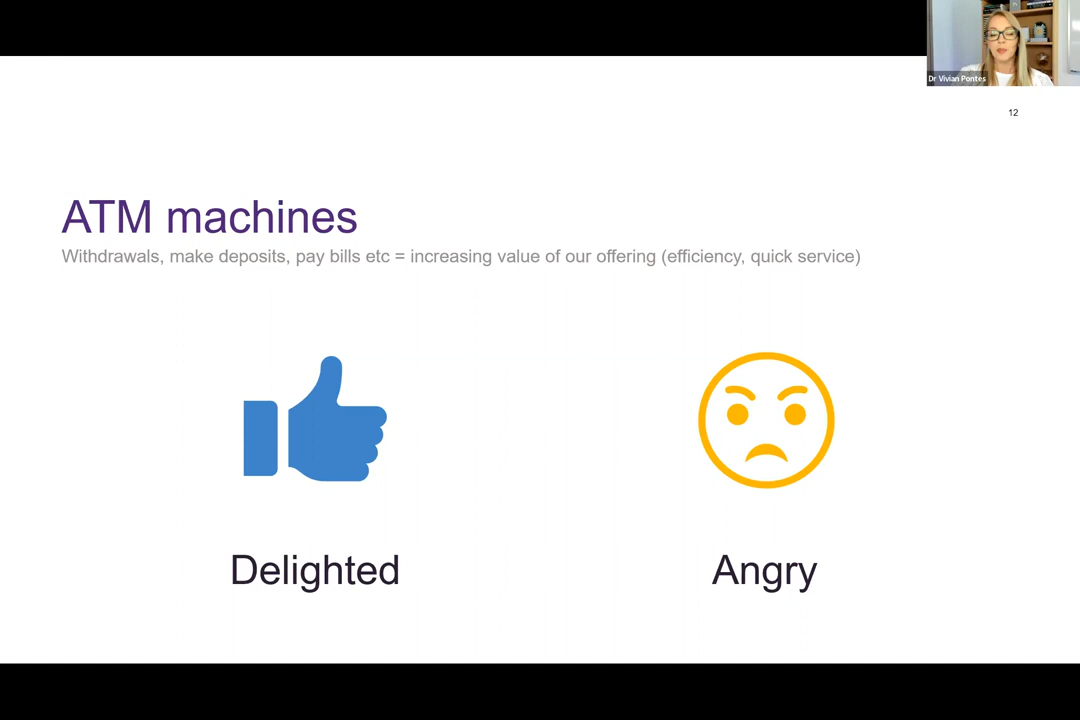 Dr Vivian Pontes
12
ATM machines
Withdrawals, make deposits, pay bills etc = increasing value of our offering (efficiency, quick service)
Delighted
Angry